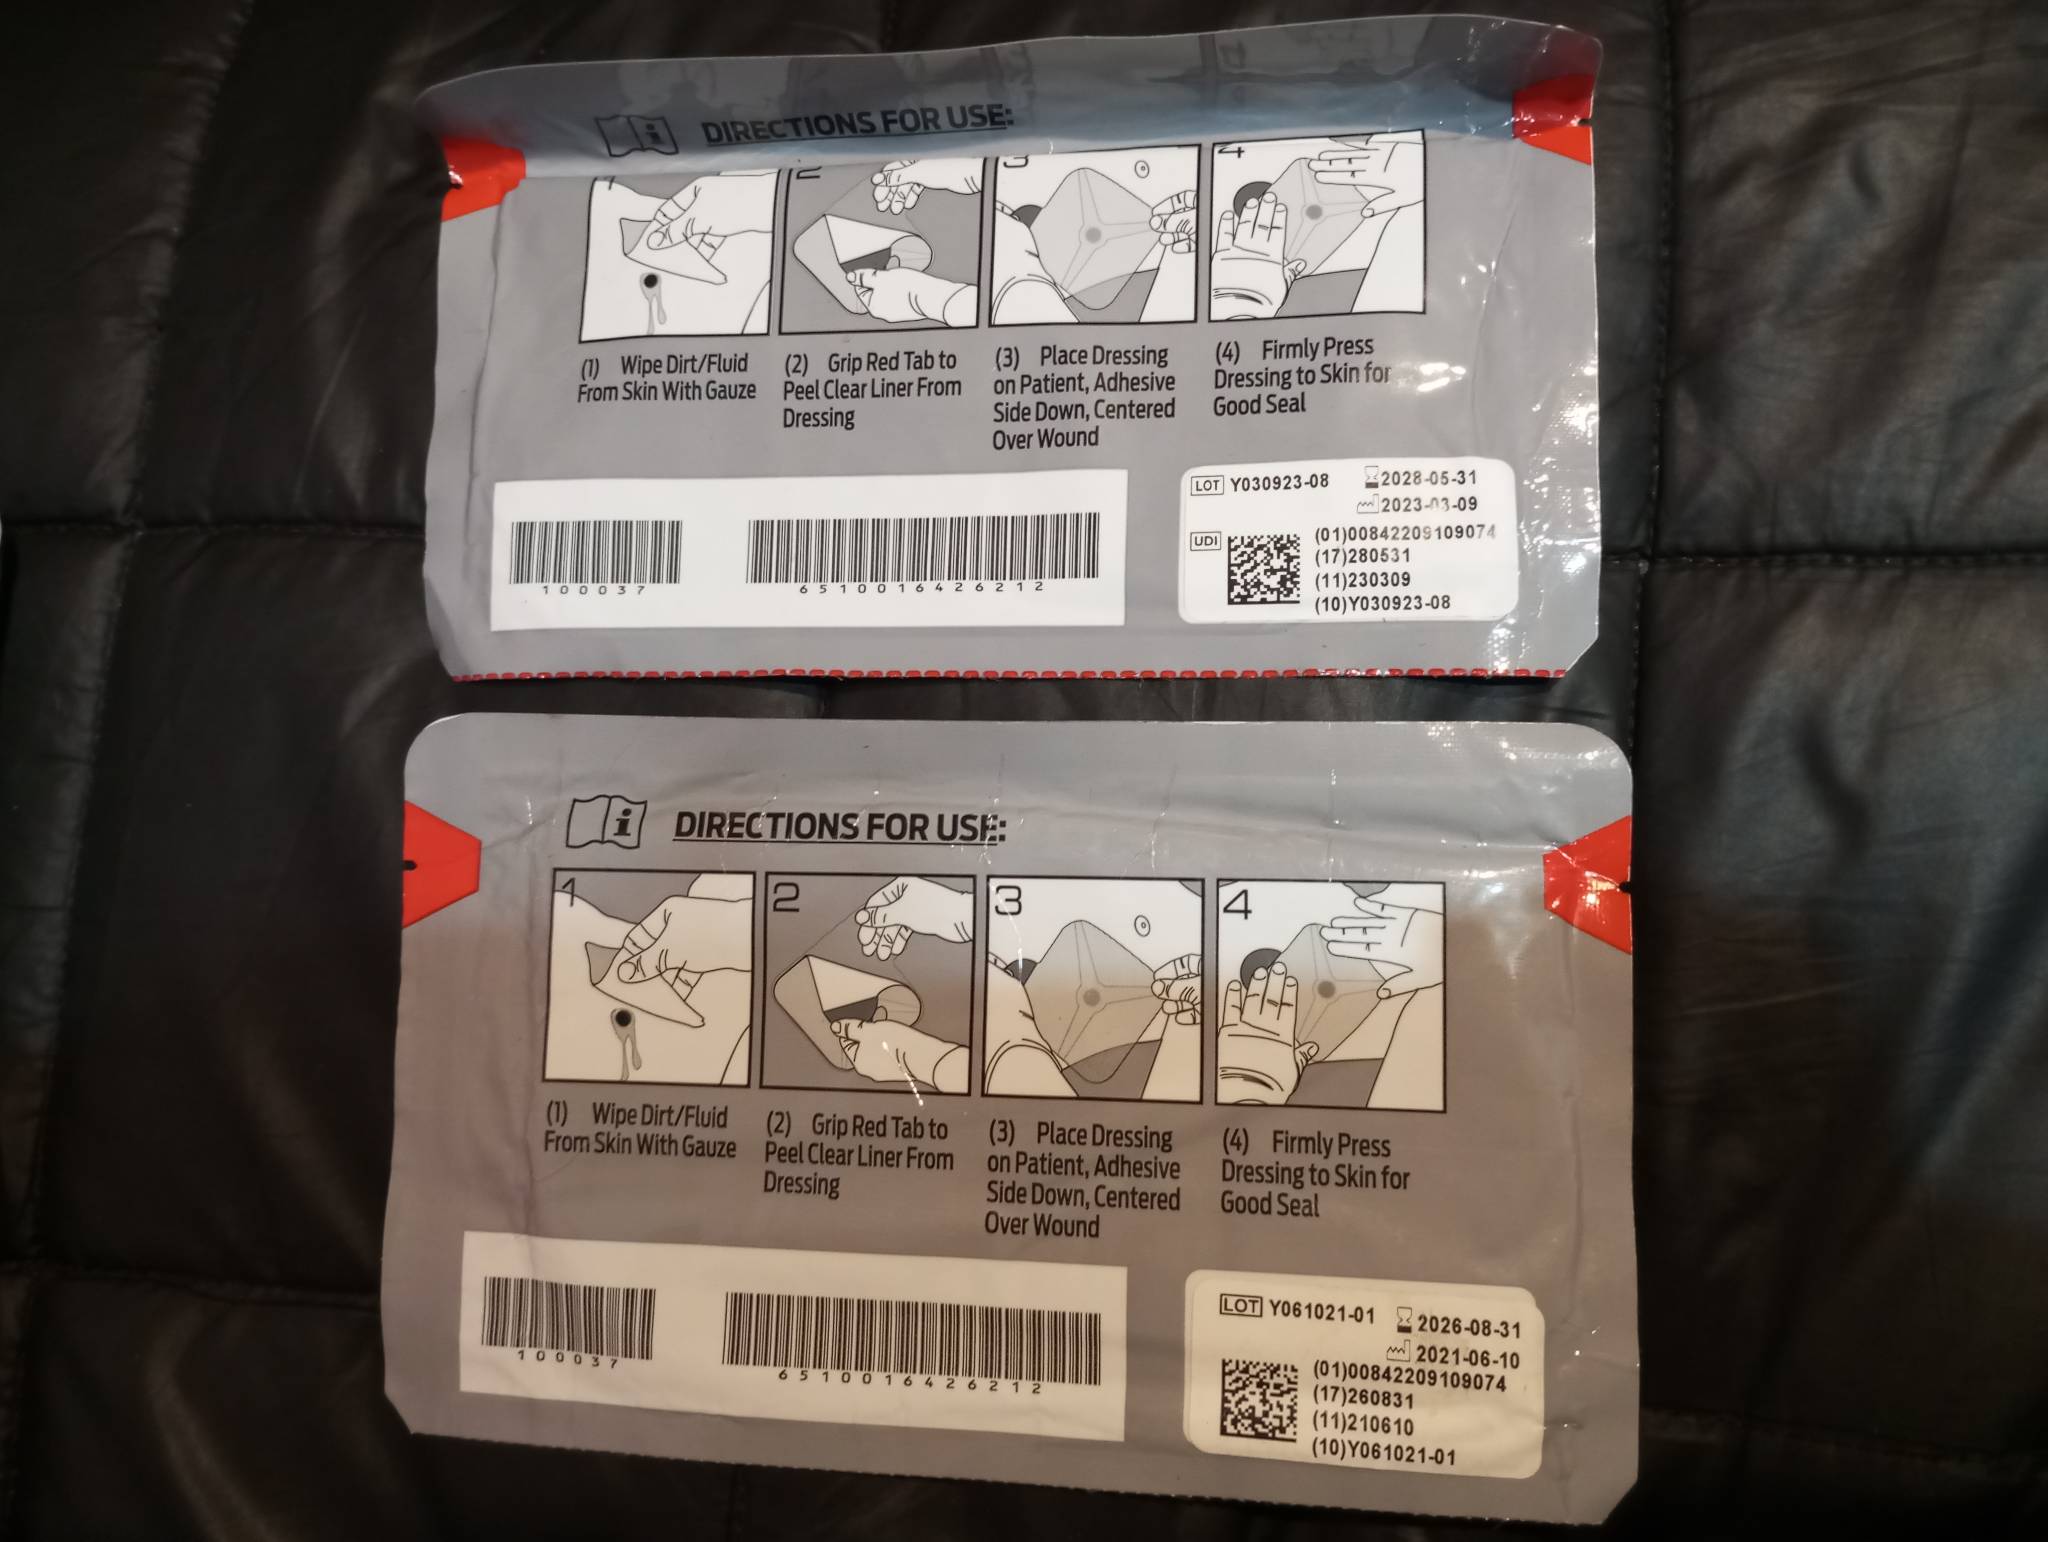 DIRECTIONS FOR USE:
2
3
4
(1) Wipe Dirt/Fluid
From Skin With Gauze
(2) Grip Red Tab to
Peel Clear Liner From
Dressing
(3) Place Dressing
on Patient, Adhesive
Side Down, Centered
Over Wound
(4) Firmly Press
Dressing to Skin for
Good Seal
100037
6510016426212
LOT Y030923-08
2028-05-31
2023-03-09
UDI
(01)00842209109074
(17)280531
(11)230309
(10)Y030923-08
DIRECTIONS FOR USE:
1
2
3
4
(1) Wipe Dirt/Fluid
From Skin With Gauze
(2) Grip Red Tab to
Peel Clear Liner From
Dressing
(3) Place Dressing
on Patient, Adhesive
Side Down, Centered
Over Wound
(4) Firmly Press
Dressing to Skin for
Good Seal
100037
6510016426212
LOT Y061021-01
2026-08-31
2021-06-10
(01)00842209109074
(17)260831
(11)210610
(10)Y061021-01